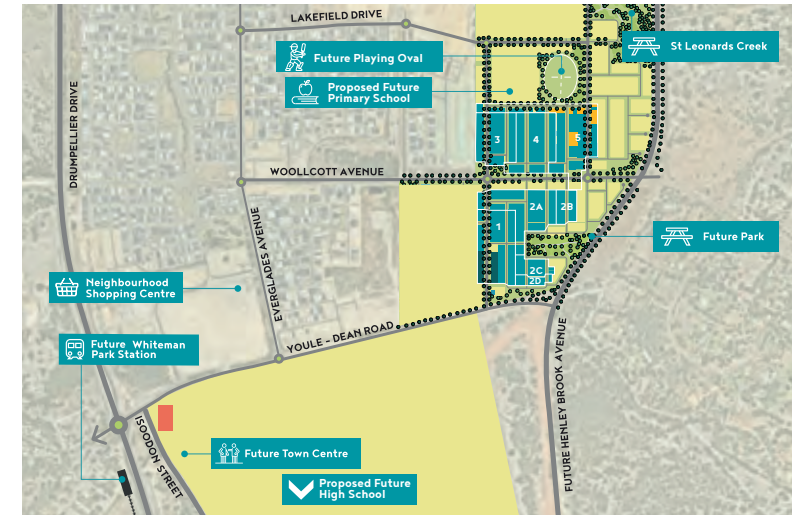 LAKEFIELD DRIVE
Future Playing Oval
St Leonards Creek
Proposed Future
Primary School
DRUMPELLIER DRIVE
3
4
5
WOOLLCOTT AVENUE
2A
2B
1
EVERGLADES AVENUE
Future Park
2C
2D
Neighbourhood
Shopping Centre
YOULE - DEAN ROAD
Future Whiteman
Park Station
FUTURE HENLEY BROOK AVENUE
ISOODON STREET
Future Town Centre
Proposed Future
High School